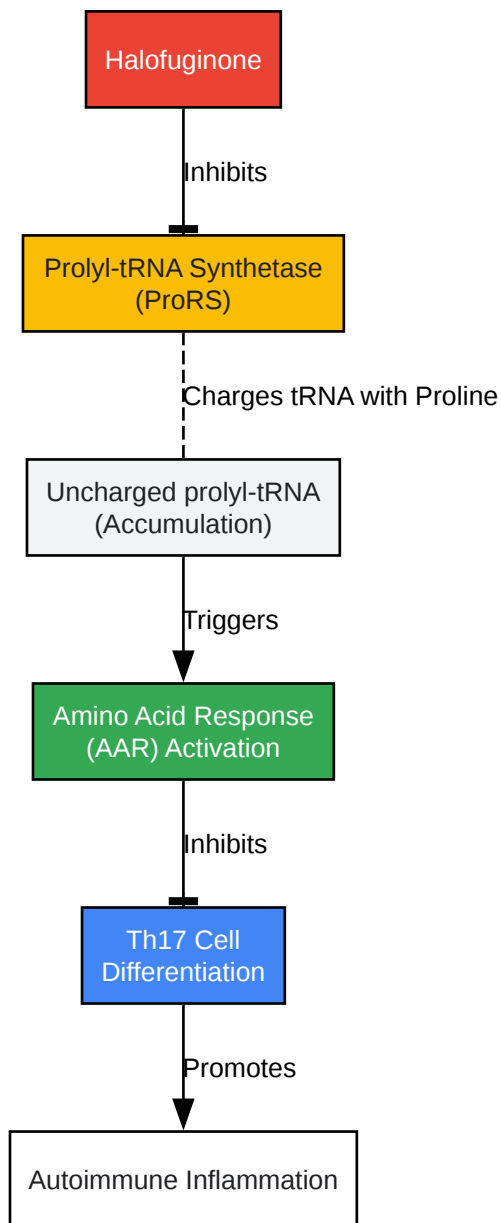 Halofuginone
Inhibits
Prolyl-tRNA Synthetase
(ProRS)
Charges tRNA with Proline
Uncharged prolyl-tRNA
(Accumulation)
Triggers
Amino Acid Response
(AAR) Activation
Inhibits
Th17 Cell
Differentiation
Promotes
Autoimmune Inflammation